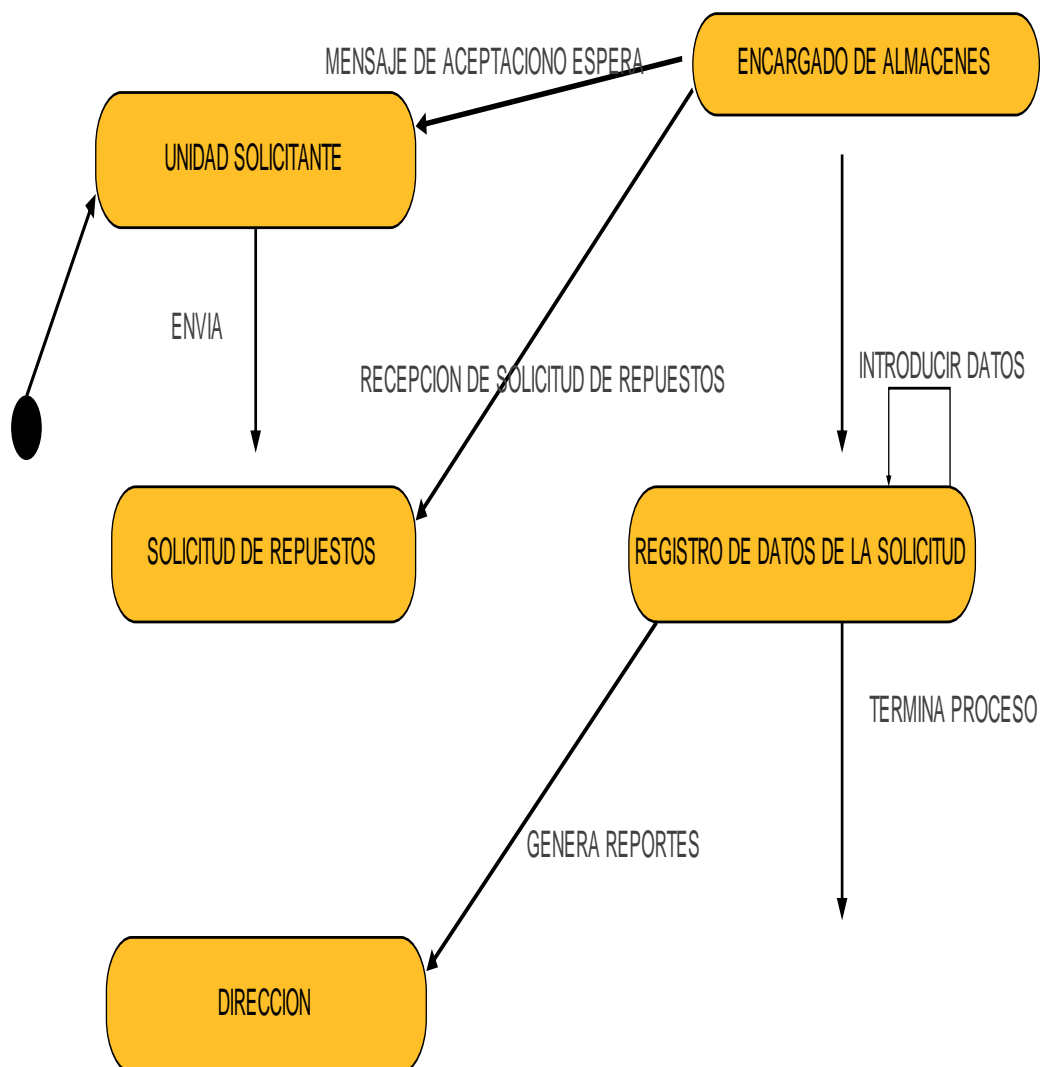 MENSAJE DE ACEPTACIONO ESPERA
ENCARGADO DE ALMACENES
UNIDAD SOLICITANTE
ENVIA
RECEPCION DE SOLICITUD DE REPUESTOS
INTRODUCIR DATOS
SOLICITUD DE REPUESTOS
REGISTRO DE DATOS DE LA SOLICITUD
TERMINA PROCESO
GENERA REPORTES
DIRECCION